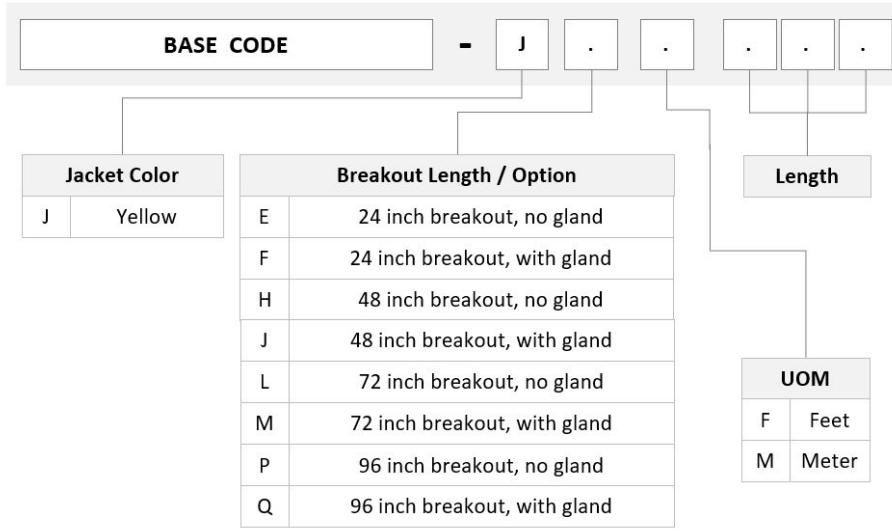 BASE CODE - J . . . . .
Jacket Color
J Yellow
Breakout Length / Option
E 24 inch breakout, no gland
F 24 inch breakout, with gland
H 48 inch breakout, no gland
J 48 inch breakout, with gland
L 72 inch breakout, no gland
M 72 inch breakout, with gland
P 96 inch breakout, no gland
Q 96 inch breakout, with gland
Length
UOM
F Feet
M Meter